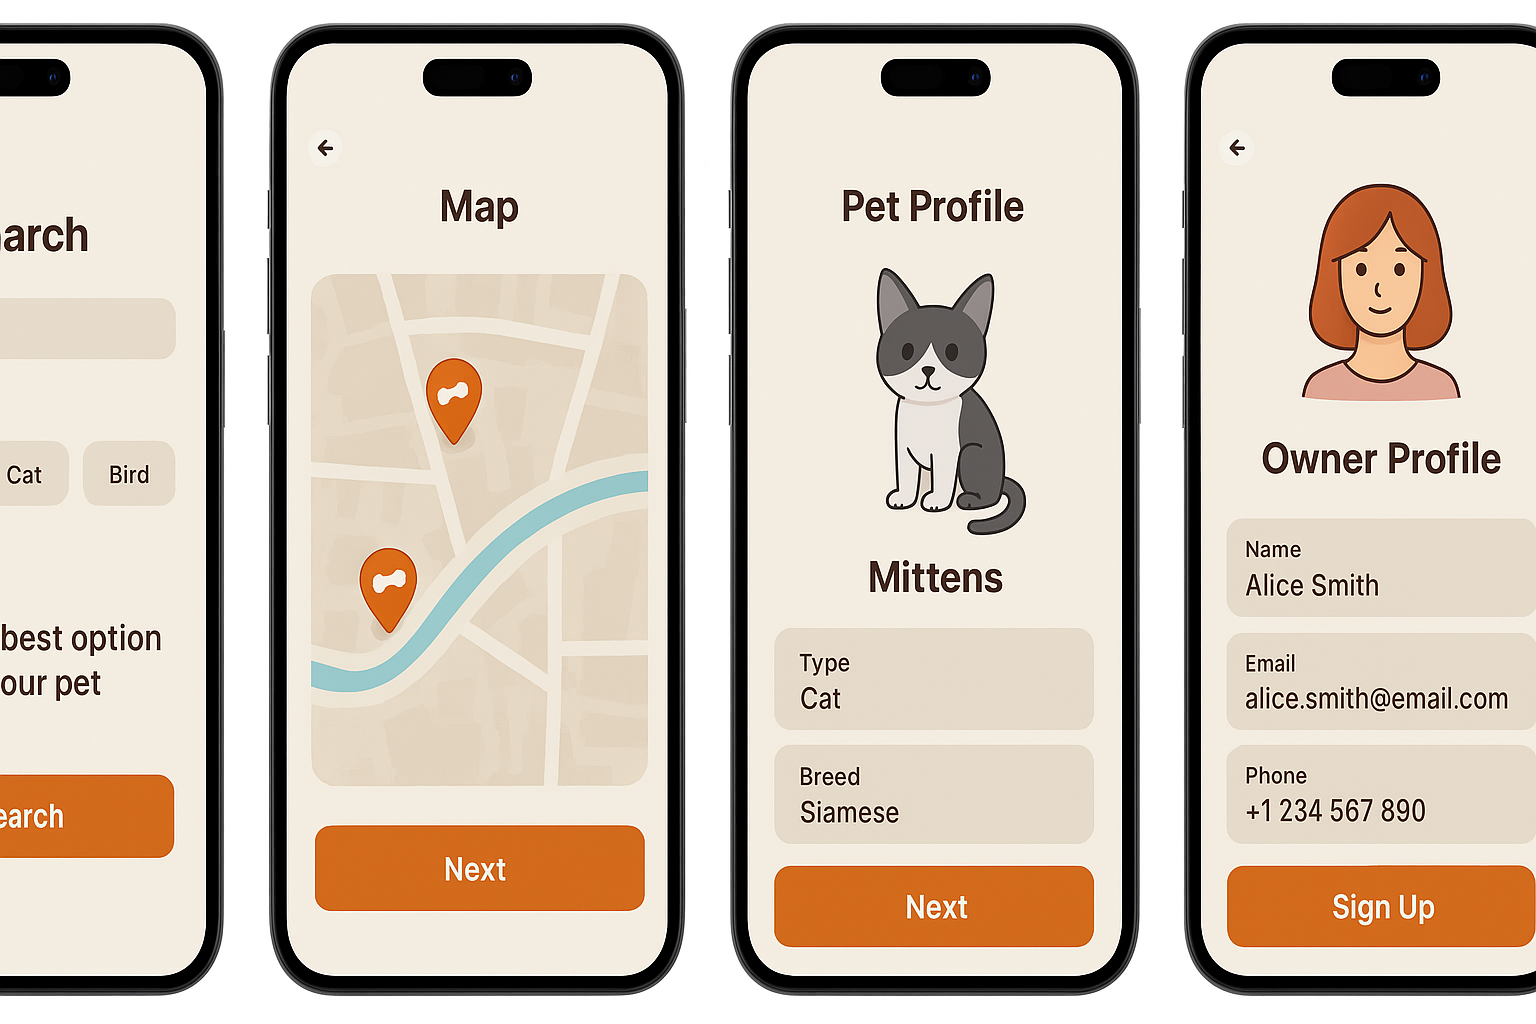 arch
Cat
Bird
best option
our pet
earch
Map
Next
Pet Profile
Mittens
Type
Cat
Breed
Siamese
Next
Owner Profile
Name
Alice Smith
Email
alice.smith@email.com
Phone
+1 234 567 890
Sign Up